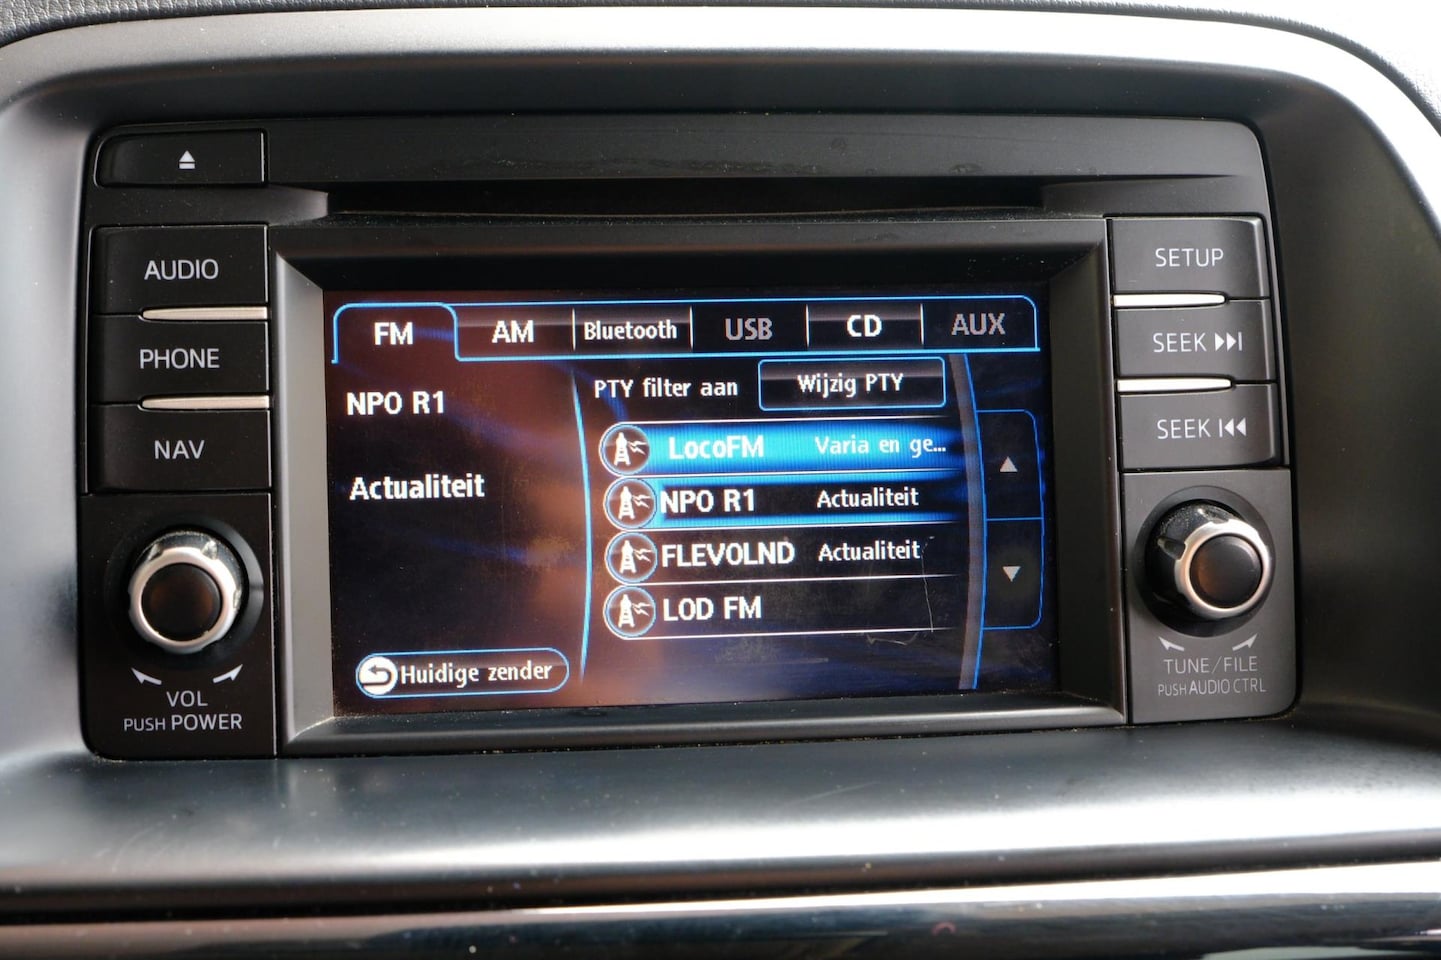 AUDIO
PHONE
NAV
VOL
PUSH POWER
FM AM Bluetooth USB CD AUX
NPO R1
Actualiteit
PTY filter aan Wijzig PTY
LocoFM Varia en ge...
NPO R1 Actualiteit
FLEVOLND Actualiteit
LOD FM
Huidige zender
SETUP
SEEK
SEEK
TUNE/FILE
PUSH AUDIO CTRL